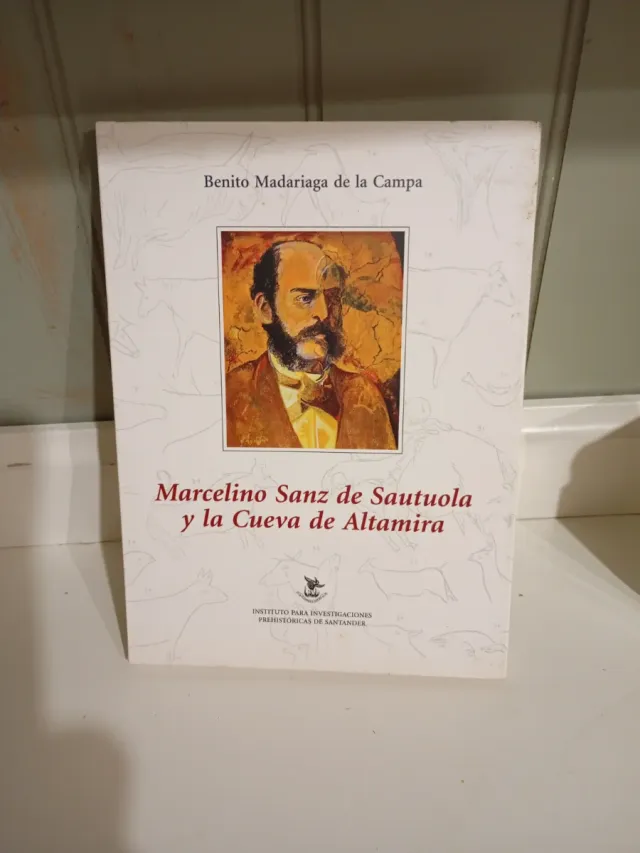 Benito Madariaga de la Campa
Marcelino Sanz de Sautuola
y la Cueva de Altamira
INSTITUTO PARA INVESTIGACIONES
PREHISTÓRICAS DE SANTANDER